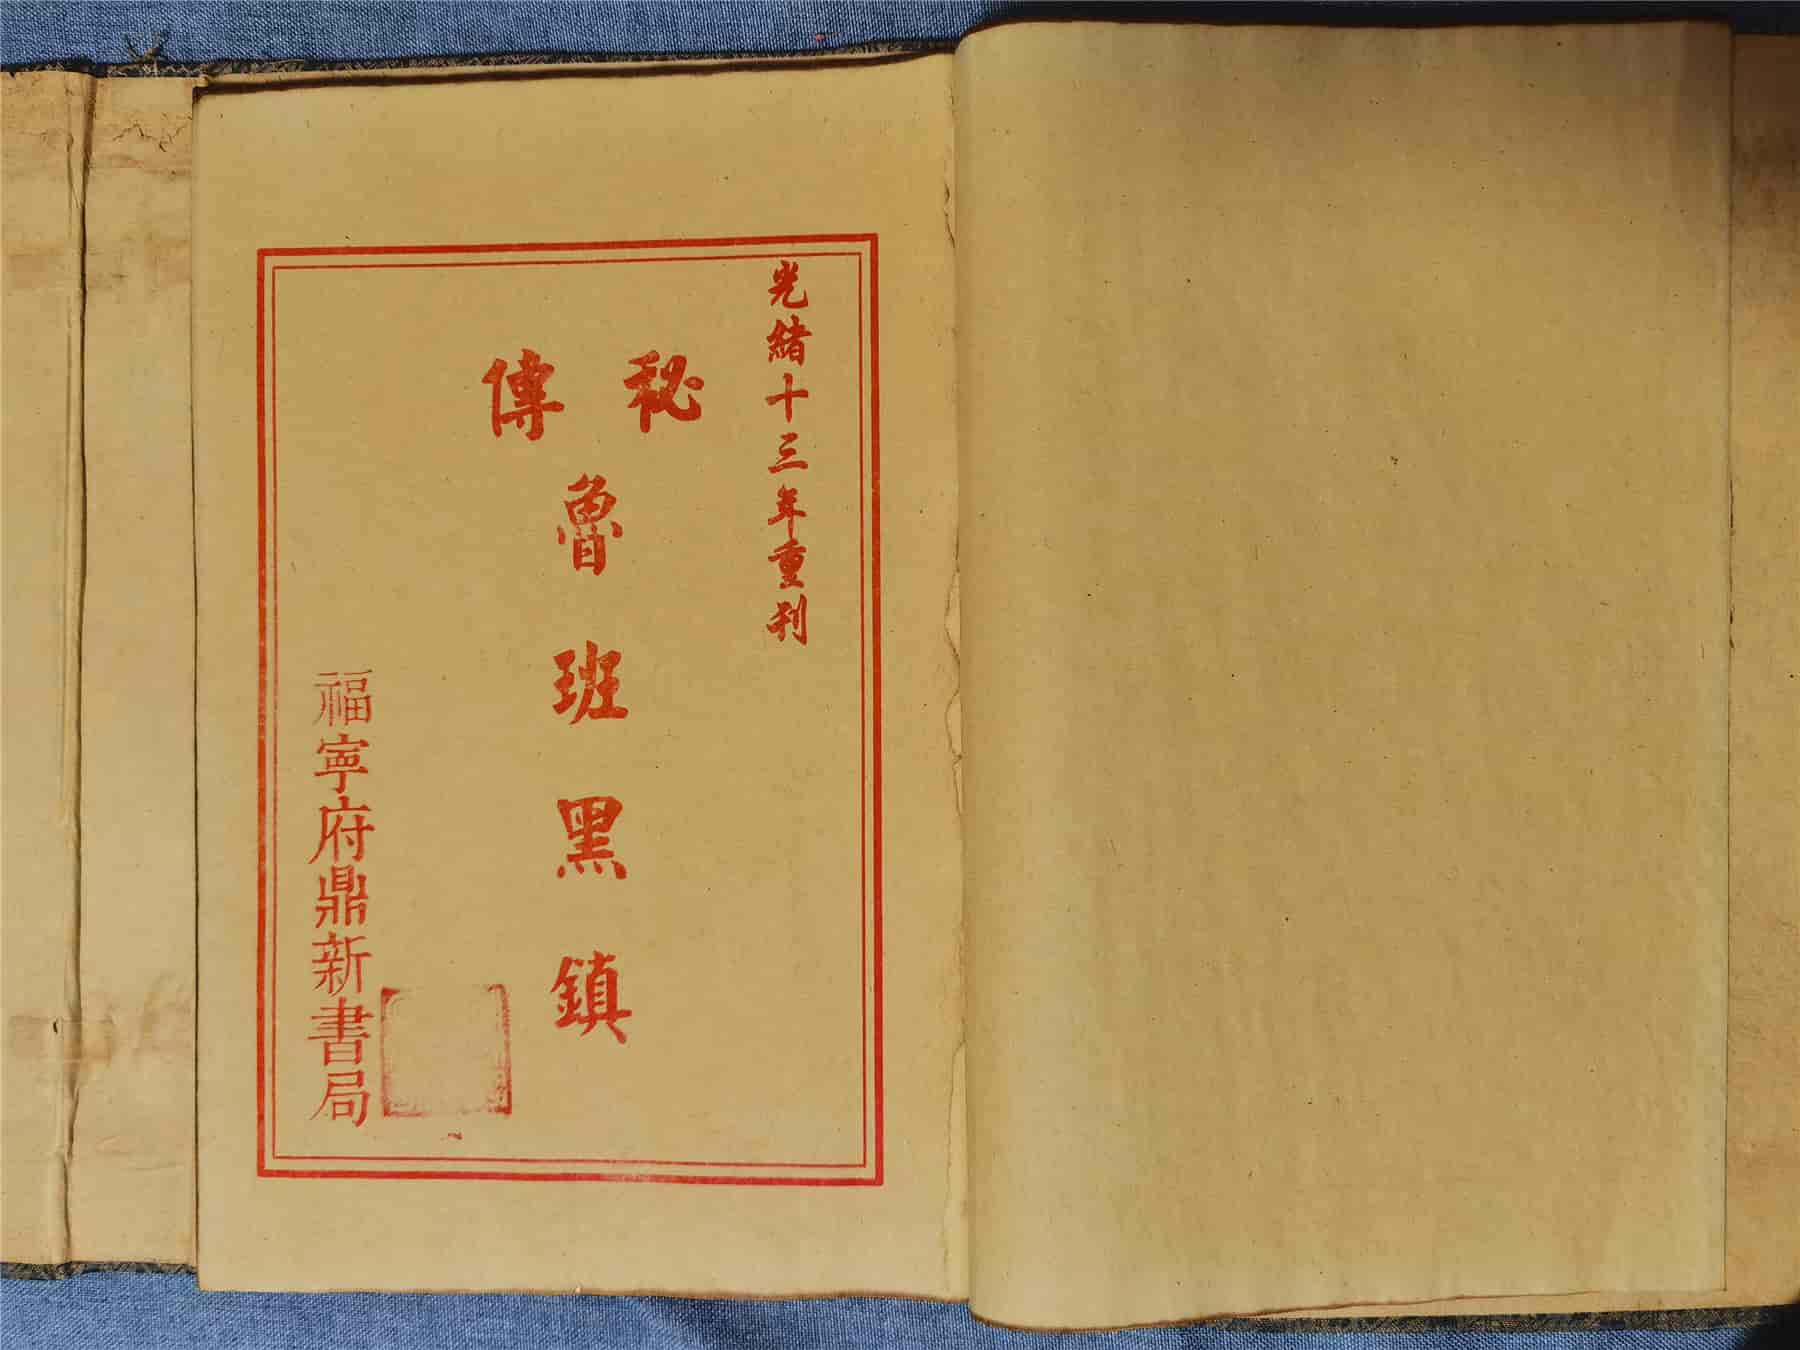 光緒十三年重刊
秘傳
魯班黑鎮
福寧府鼎新書局